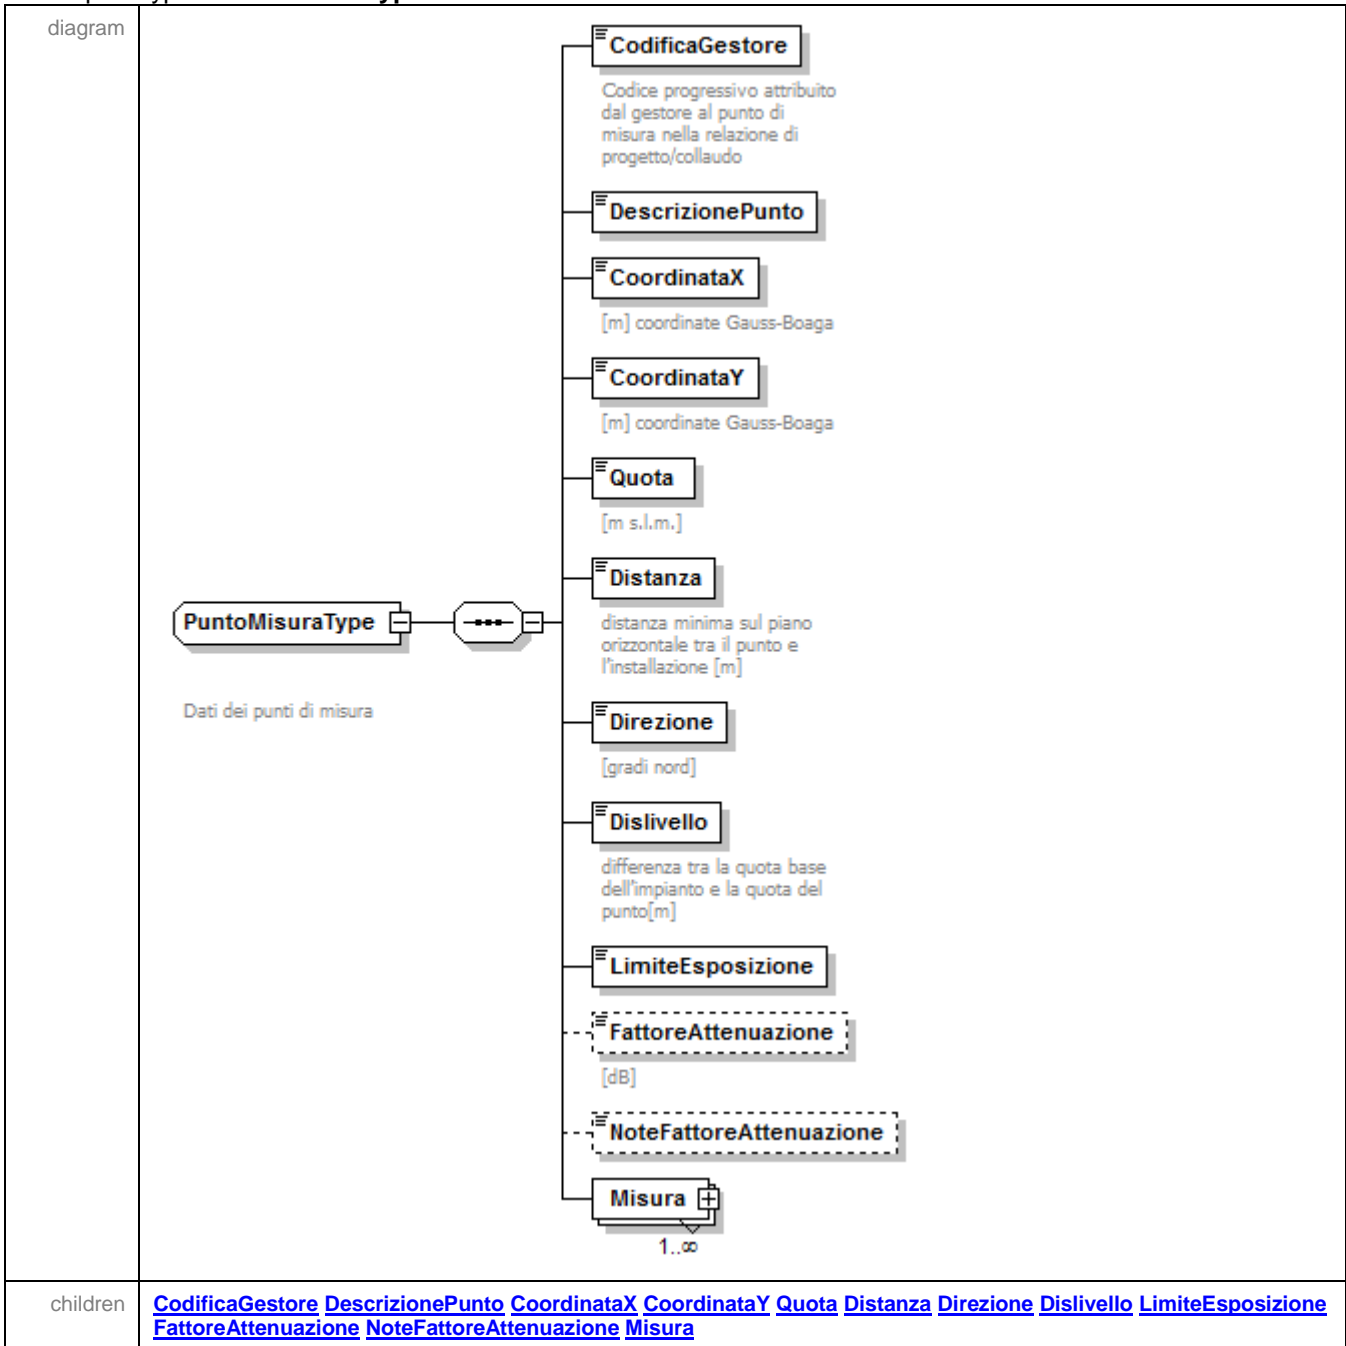 diagram
CodificaGestore
Codice progressivo attribuito
dal gestore al punto di
misura nella relazione di
progetto/collaudo
DescrizionePunto
CoordinataX
[m] coordinate Gauss-Boaga
CoordinataY
[m] coordinate Gauss-Boaga
Quota
[m s.l.m.]
Distanza
distanza minima sul piano
orizzontale tra il punto e
l'installazione [m]
PuntoMisuraType
Dati dei punti di misura
Direzione
[gradi nord]
Dislivello
differenza tra la quota base
dell'impianto e la quota del
punto[m]
LimiteEsposizione
FattoreAttenuazione
[dB]
NoteFattoreAttenuazione
Misura
1..∞
children
CodificaGestore DescrizionePunto CoordinataX CoordinataY Quota Distanza Direzione Dislivello LimiteEsposizione
FattoreAttenuazione NoteFattoreAttenuazione Misura